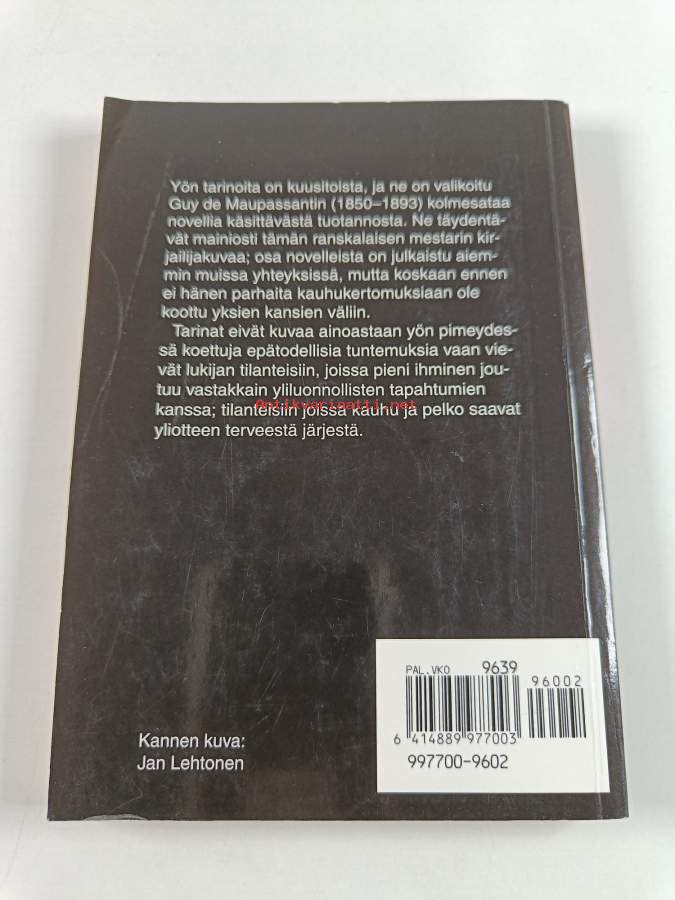 Yön tarinoita on kuusitoista, ja ne on valikoitu
Guy de Maupassantin (1850–1893) kolmesataa
novellia käsittävästä tuotannosta. Ne täydentä-
vät mainiosti tämän ranskalaisen mestarin kir-
jailijakuvaa; osa novelleista on julkaistu aiem-
min muissa yhteyksissä, mutta koskaan ennen
ei hänen parhaita kauhukertomuksiaan ole
koottu yksien kansien väliin.
Tarinat eivät kuvaa ainoastaan yön pimeydes-
sä koettuja epätodellisia tuntemuksia vaan vie-
vät lukijan tilanteisiin, joissa pieni ihminen jou-
tuu vastakkain yliluonnollisten tapahtumien
kanssa; tilanteisiin joissa kauhu ja pelko saavat
yliotteen terveestä järjestä.
Antikvariaatti.net
PAL.VKO 9639
96002
6 414889 977003
997700-9602
Kannen kuva:
Jan Lehtonen